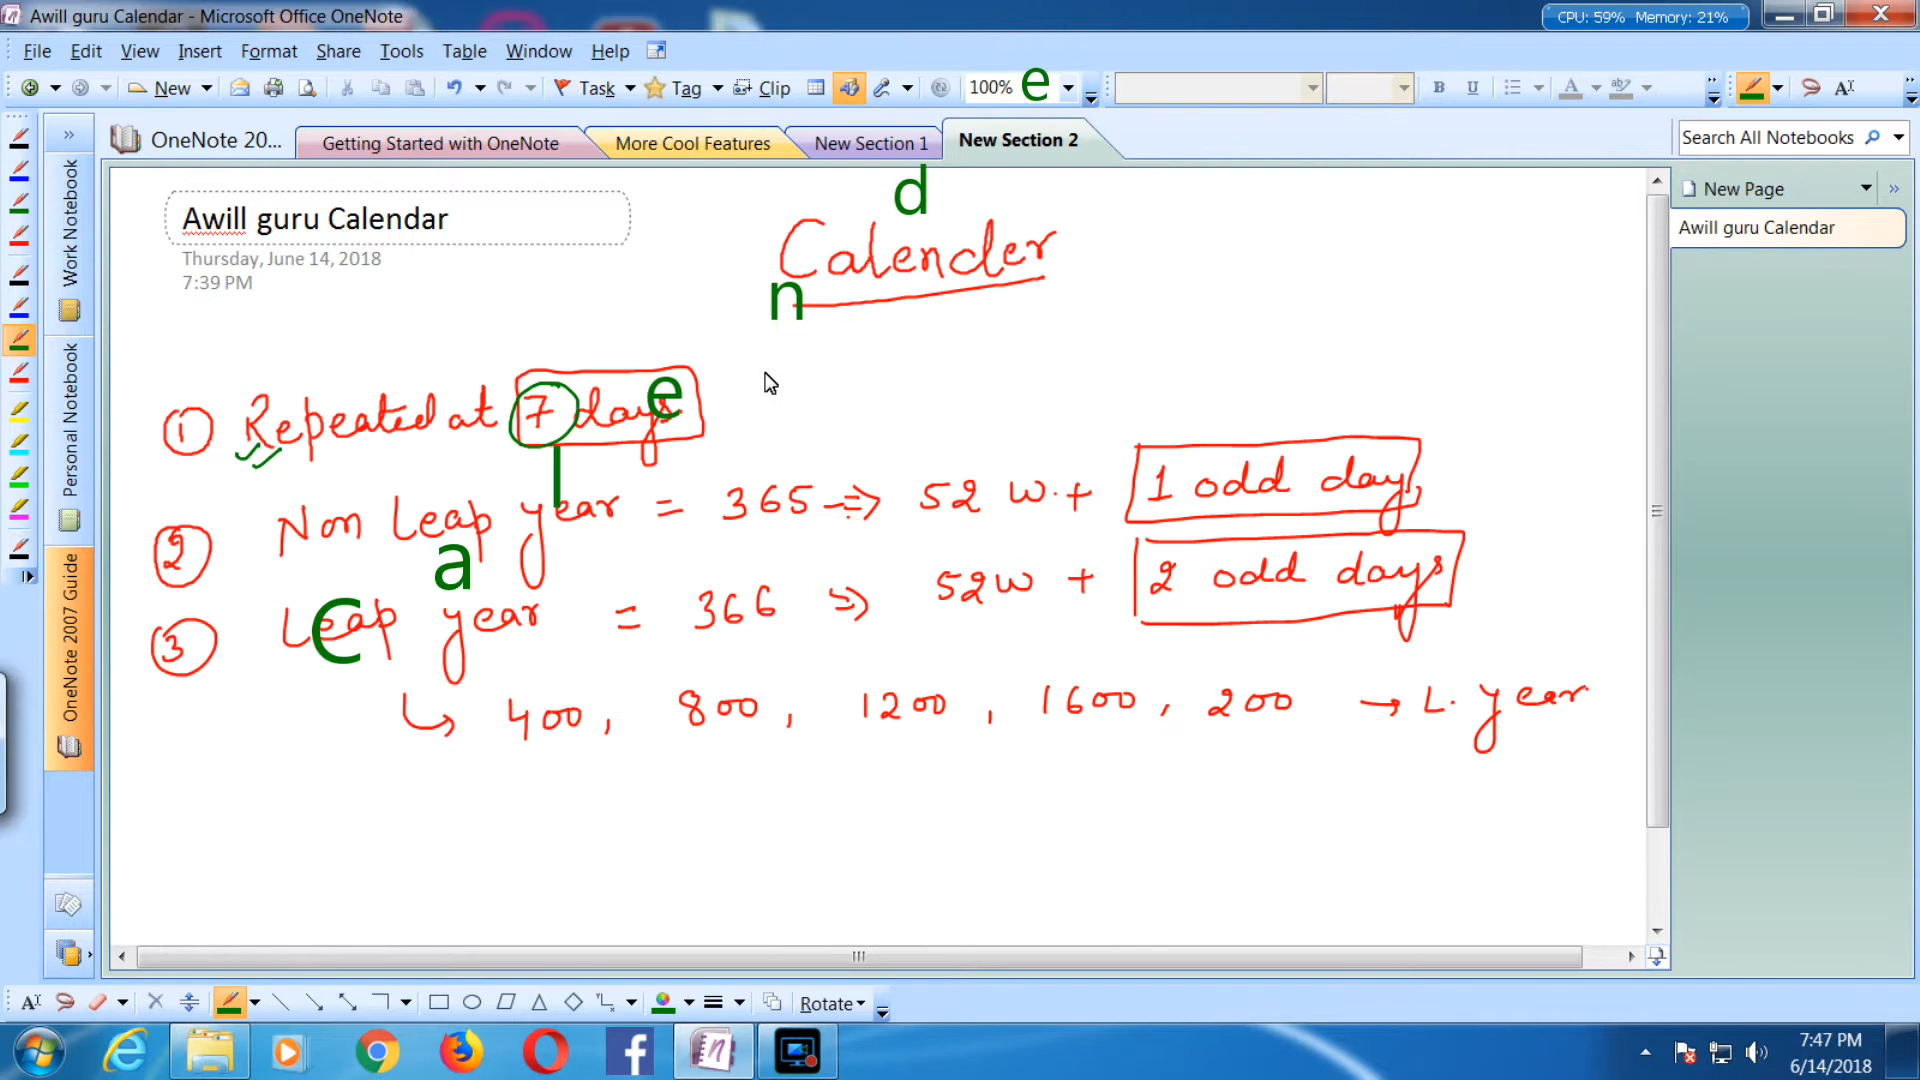 Awill guru Calendar - Microsoft Office OneNote
CPU: 59% Memory: 21%
File Edit View Insert Format Share Tools Table Window Help
New Task Tag Clip 100% e B U A ab A
OneNote 20... Getting Started with OneNote More Cool Features New Section 1 New Section 2 Search All Notebooks
New Page
Awill guru Calendar
Awill guru Calendar
Thursday, June 14, 2018
7:39 PM
d
Calender
n
1 Repeated at 7 days
e
l
2 Non Leap year = 365 => 52 w. + 1 odd day,
a
3 Leap year = 366 => 52w + 2 odd days
C
400, 800, 1200, 1600, 200 → L. year
Work Notebook
Personal Notebook
OneNote 2007 Guide
A Rotate
7:47 PM
6/14/2018